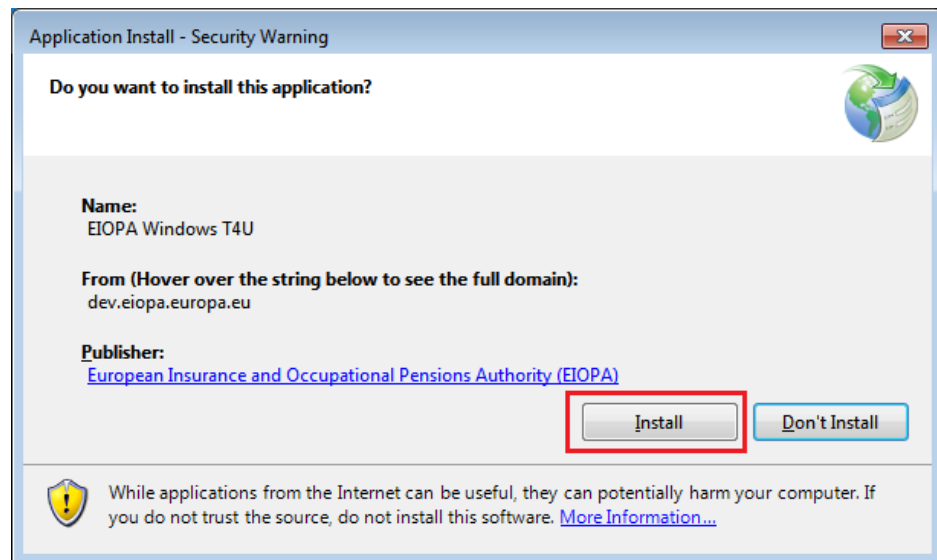 Application Install - Security Warning
Do you want to install this application?
Name:
EIOPA Windows T4U
From (Hover over the string below to see the full domain):
dev.eiopa.europa.eu
Publisher:
European Insurance and Occupational Pensions Authority (EIOPA)
Install
Don't Install
While applications from the Internet can be useful, they can potentially harm your computer. If
you do not trust the source, do not install this software. More Information...